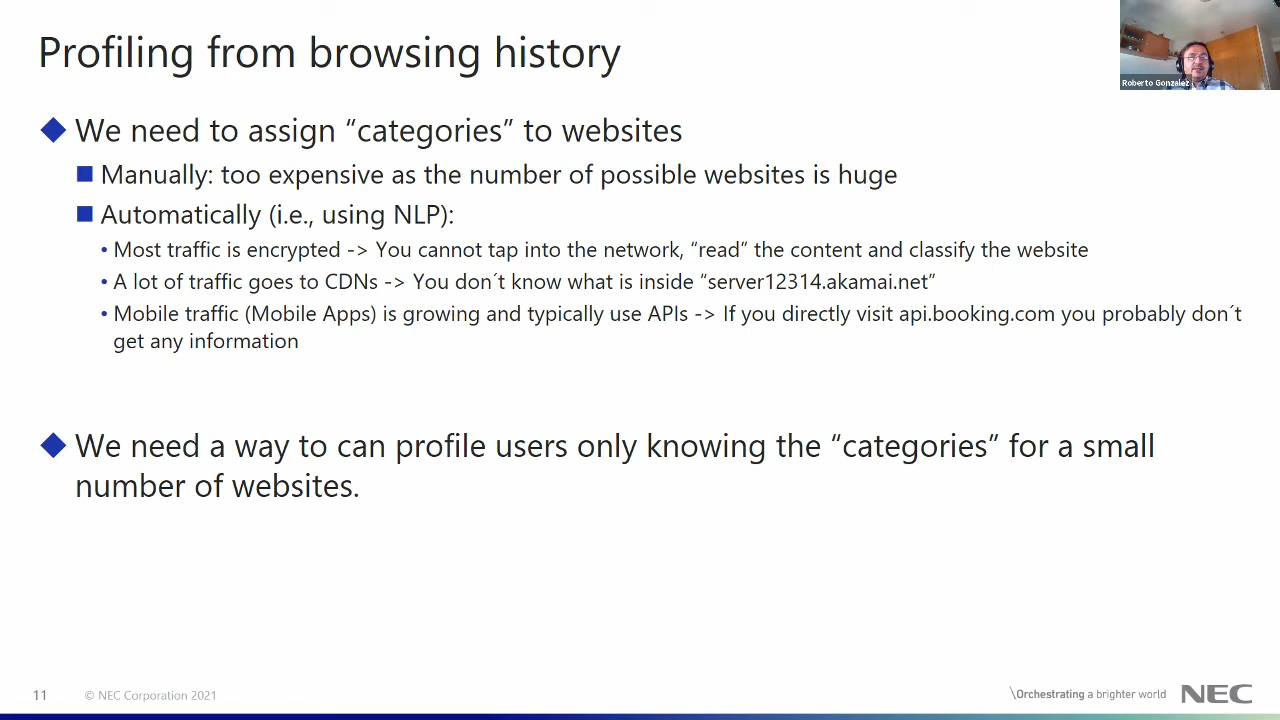 Profiling from browsing history
Roberto Gonzalez
We need to assign “categories” to websites
Manually: too expensive as the number of possible websites is huge
Automatically (i.e., using NLP):
• Most traffic is encrypted -> You cannot tap into the network, “read” the content and classify the website
• A lot of traffic goes to CDNs -> You don´t know what is inside “server12314.akamai.net”
• Mobile traffic (Mobile Apps) is growing and typically use APIs -> If you directly visit api.booking.com you probably don´t
get any information
We need a way to can profile users only knowing the “categories” for a small
number of websites.
11 © NEC Corporation 2021
\Orchestrating a brighter world NEC